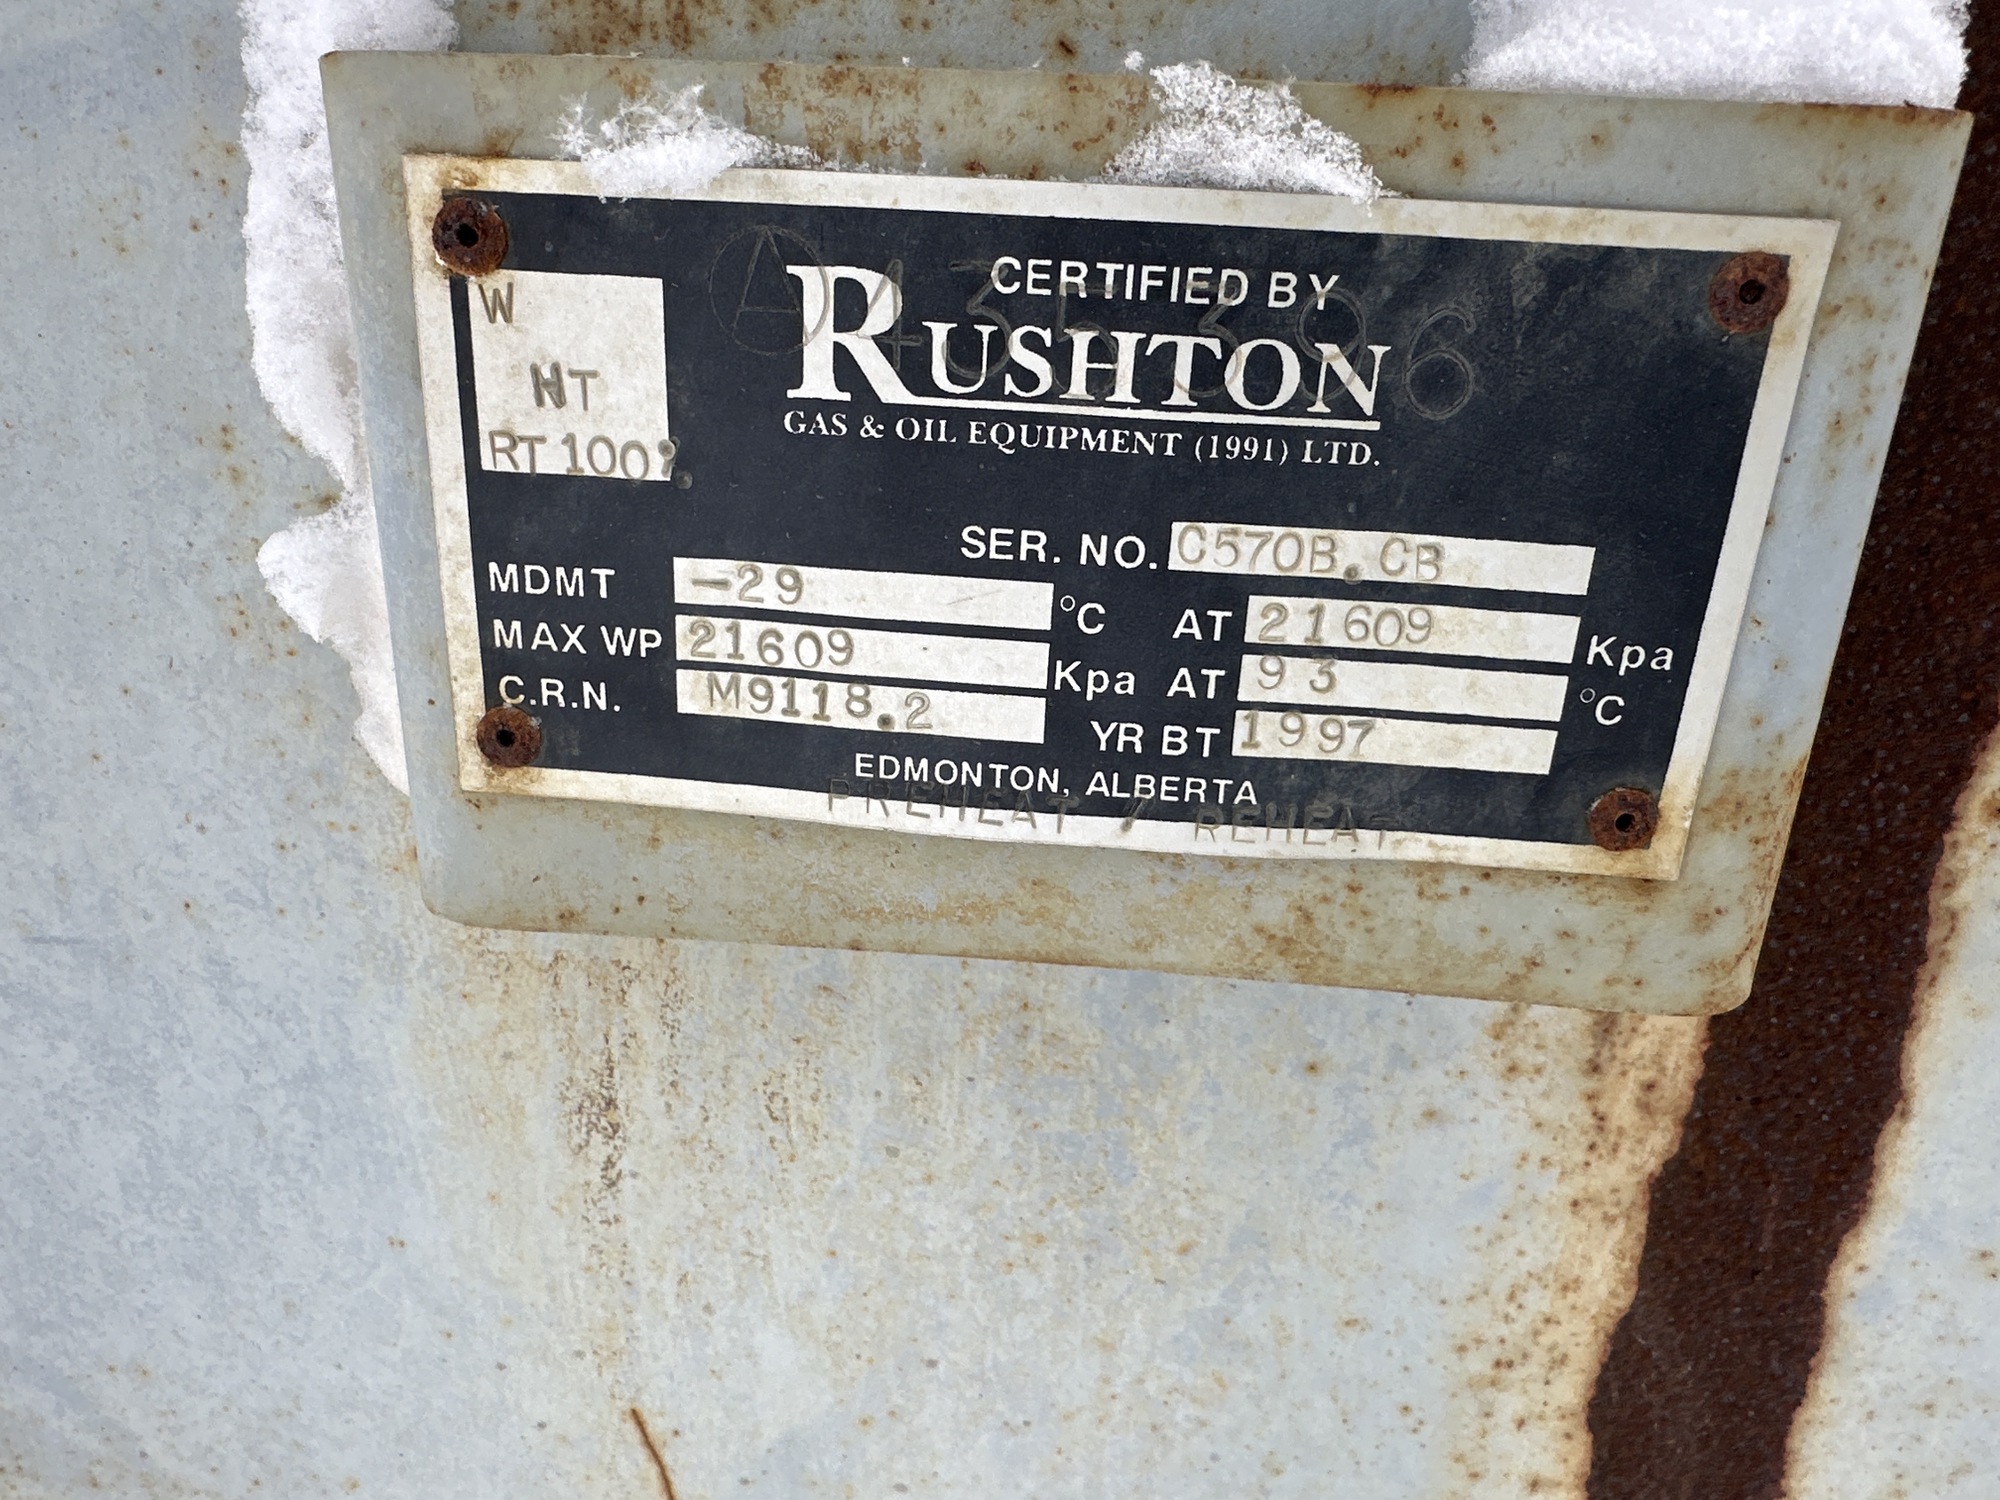 A435396
CERTIFIED BY
RUSHTON
GAS & OIL EQUIPMENT (1991) LTD.
W
HT
RT 100%
SER. NO. C570B.CB
MDMT -29 °C AT 21609 Kpa
MAX WP 21609 Kpa AT 93 °C
C.R.N. M9118.2 YR BT 1997
EDMONTON, ALBERTA
PREHEAT / REHEAT